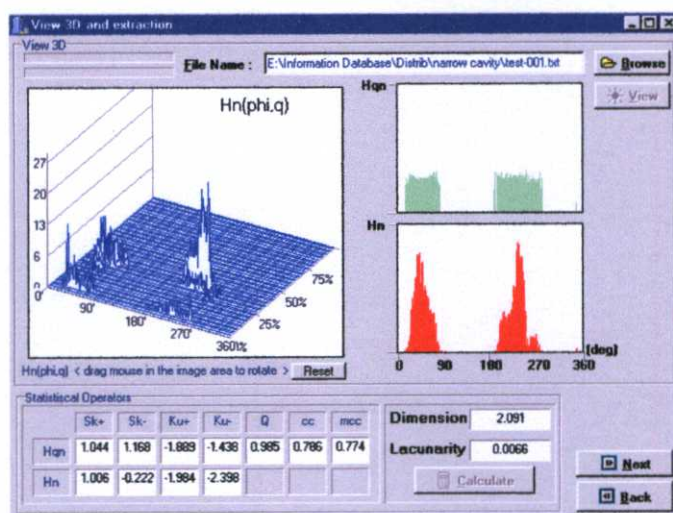 View 3D and extraction
View 3D
File Name : E:\Information Database\Distrib\narrow cavity\test-001.txt Browse
View
Hn(phi,q)
27
20
13
6
0
0° 90° 180° 270° 360°
1% 25% 50% 75%
Hn(phi,q) < drag mouse in the image area to rotate > Reset
Hqn
Hn
0 90 180 270 360
[deg]
Statistiscal Operators
Sk+ Sk- Ku+ Ku- Q cc mcc
Hqn 1.044 1.168 -1.889 -1.438 0.985 0.786 0.774
Hn 1.006 -0.222 -1.984 -2.398
Dimension 2.091
Lacunarity 0.0066
Calculate
Next
Back